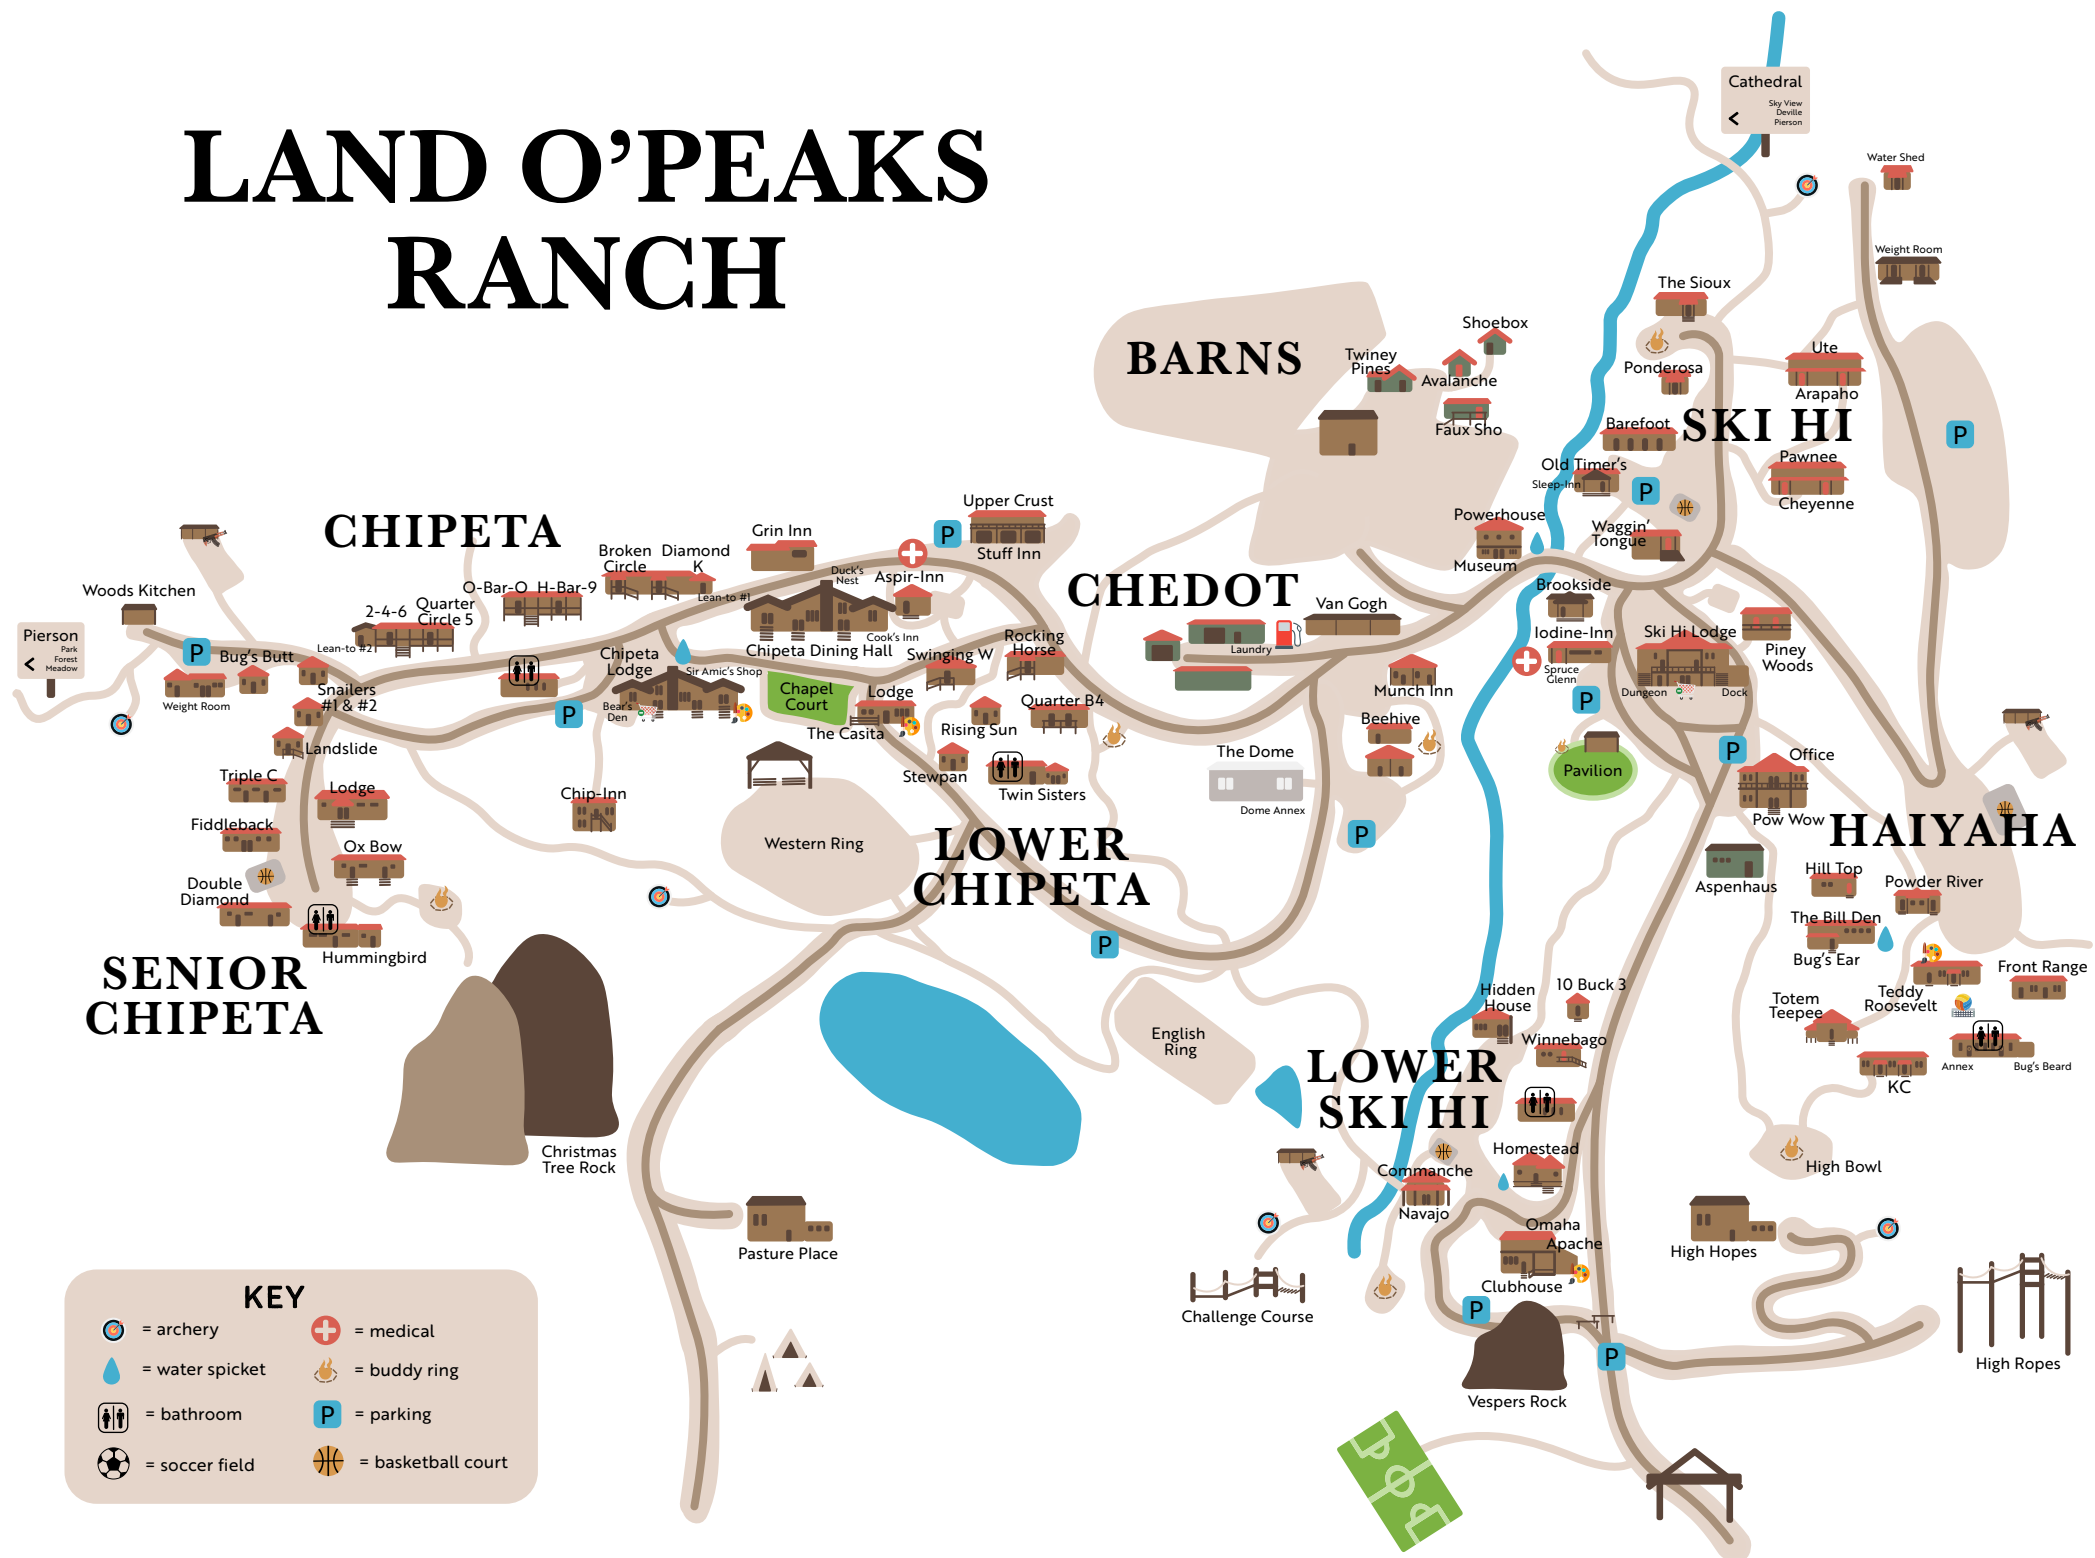 LAND O’PEAKS
RANCH
Cathedral
Sky View
Deville
Pierson
<
Water Shed
Weight Room
The Sioux
Ponderosa
Ute
Arapaho
SKI HI
Barefoot
Pawnee
Cheyenne
Old Timer’s
Sleep-Inn
P
P
Waggin’
Tongue
BARNS
Shoebox
Twiney
Pines
Avalanche
Faux Sho
Powerhouse
Museum
Brookside
Iodine-Inn
Spruce
Glenn
Ski Hi Lodge
Dungeon
Dock
Piney
Woods
P
P
Pavilion
Office
Pow Wow
CHEDOT
Van Gogh
Laundry
Munch Inn
Beehive
The Dome
Dome Annex
P
CHIPETA
Woods Kitchen
Pierson
Park
Forest
Meadow
<
P
Bug’s Butt
Weight Room
Snailers
#1 & #2
Lean-to #2
2-4-6
Quarter
Circle 5
O-Bar-O
H-Bar-9
Broken
Circle
Diamond
K
Lean-to #1
Grin Inn
Duck’s
Nest
Aspir-Inn
P
Upper Crust
Stuff Inn
Cook’s Inn
Chipeta Dining Hall
Chipeta
Lodge
Sir Amic’s Shop
Bear’s
Den
P
Chapel
Court
Lodge
The Casita
Swinging W
Rocking
Horse
Rising Sun
Quarter B4
Stewpan
Twin Sisters
Landslide
Triple C
Lodge
Fiddleback
Ox Bow
Double
Diamond
Hummingbird
SENIOR
CHIPETA
Chip-Inn
Western Ring
LOWER
CHIPETA
P
Christmas
Tree Rock
Pasture Place
English
Ring
HAIYAHA
Aspenhaus
Hill Top
Powder River
The Bill Den
Bug’s Ear
Front Range
Teddy
Roosevelt
Totem
Teepee
KC
Annex
Bug’s Beard
High Bowl
LOWER
SKI HI
Hidden
House
10 Buck 3
Winnebago
Homestead
Commanche
Navajo
Omaha
Apache
Clubhouse
P
Vespers Rock
P
Challenge Course
High Hopes
High Ropes
KEY
= archery
= medical
= water spicket
= buddy ring
= bathroom
P = parking
= soccer field
= basketball court